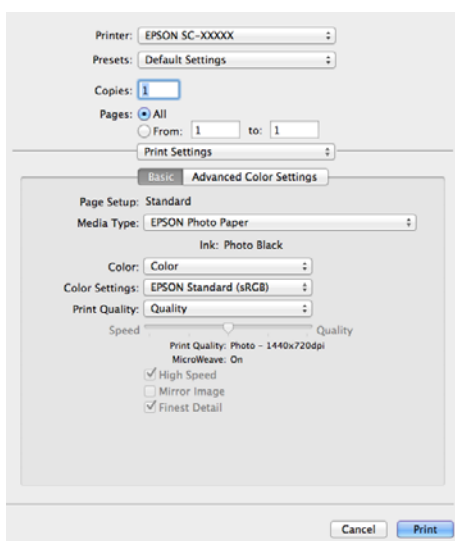 Printer: EPSON SC-XXXXX
Presets: Default Settings
Copies: 1
Pages: All
From: 1 to: 1
Print Settings
Basic Advanced Color Settings
Page Setup: Standard
Media Type: EPSON Photo Paper
Ink: Photo Black
Color: Color
Color Settings: EPSON Standard (sRGB)
Print Quality: Quality
Speed Quality
Print Quality: Photo - 1440x720dpi
MicroWeave: On
High Speed
Mirror Image
Finest Detail
Cancel Print